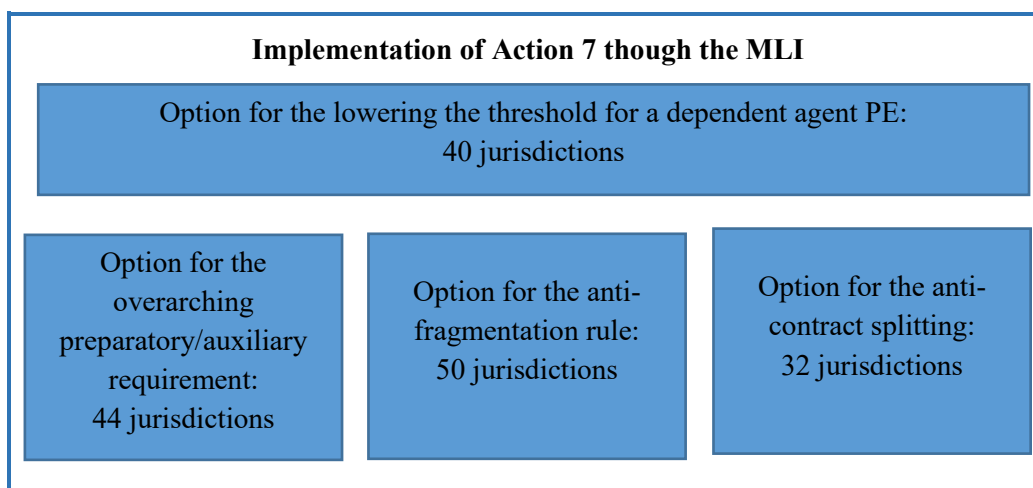 Implementation of Action 7 though the MLI
Option for the lowering the threshold for a dependent agent PE:
40 jurisdictions
Option for the
overarching
preparatory/auxiliary
requirement:
44 jurisdictions
Option for the anti-
fragmentation rule:
50 jurisdictions
Option for the anti-
contract splitting:
32 jurisdictions